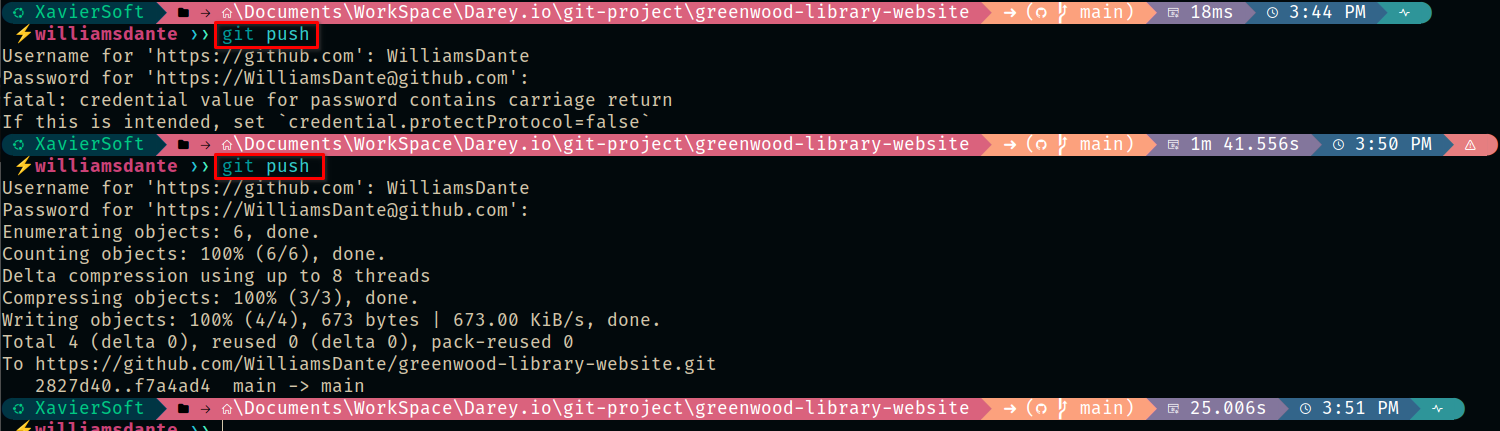 XavierSoft → \Documents\WorkSpace\Darey.io\git-project\greenwood-library-website → ( main) 18ms 3:44 PM
⚡williamsdante ❯❯ git push
Username for 'https://github.com': WilliamsDante
Password for 'https://WilliamsDante@github.com':
fatal: credential value for password contains carriage return
If this is intended, set `credential.protectProtocol=false`
XavierSoft → \Documents\WorkSpace\Darey.io\git-project\greenwood-library-website → ( main) 1m 41.556s 3:50 PM
⚡williamsdante ❯❯ git push
Username for 'https://github.com': WilliamsDante
Password for 'https://WilliamsDante@github.com':
Enumerating objects: 6, done.
Counting objects: 100% (6/6), done.
Delta compression using up to 8 threads
Compressing objects: 100% (3/3), done.
Writing objects: 100% (4/4), 673 bytes | 673.00 KiB/s, done.
Total 4 (delta 0), reused 0 (delta 0), pack-reused 0
To https://github.com/WilliamsDante/greenwood-library-website.git
2827d40..f7a4ad4 main -> main
XavierSoft → \Documents\WorkSpace\Darey.io\git-project\greenwood-library-website → ( main) 25.006s 3:51 PM
⚡williamsdante ❯❯